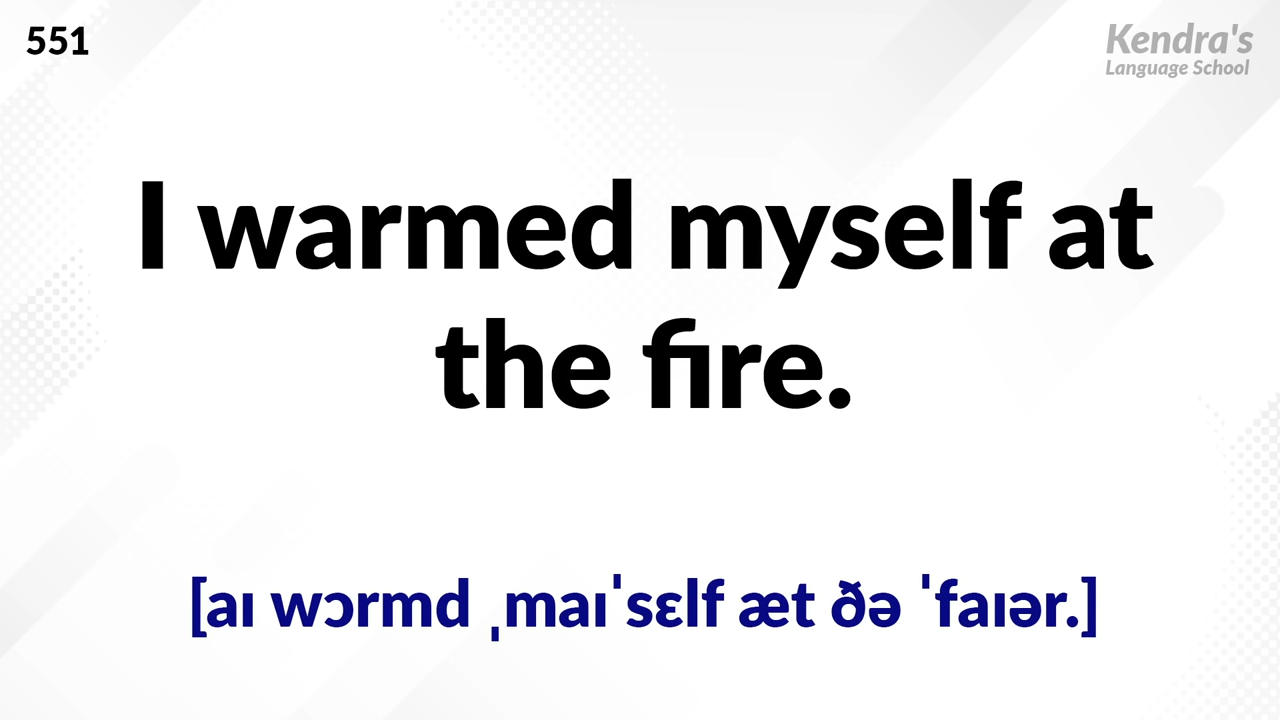 551
Kendra's
Language School
I warmed myself at
the fire.
[aɪ wɔrmd ˌmaɪˈsɛlf æt ðə ˈfaɪər.]